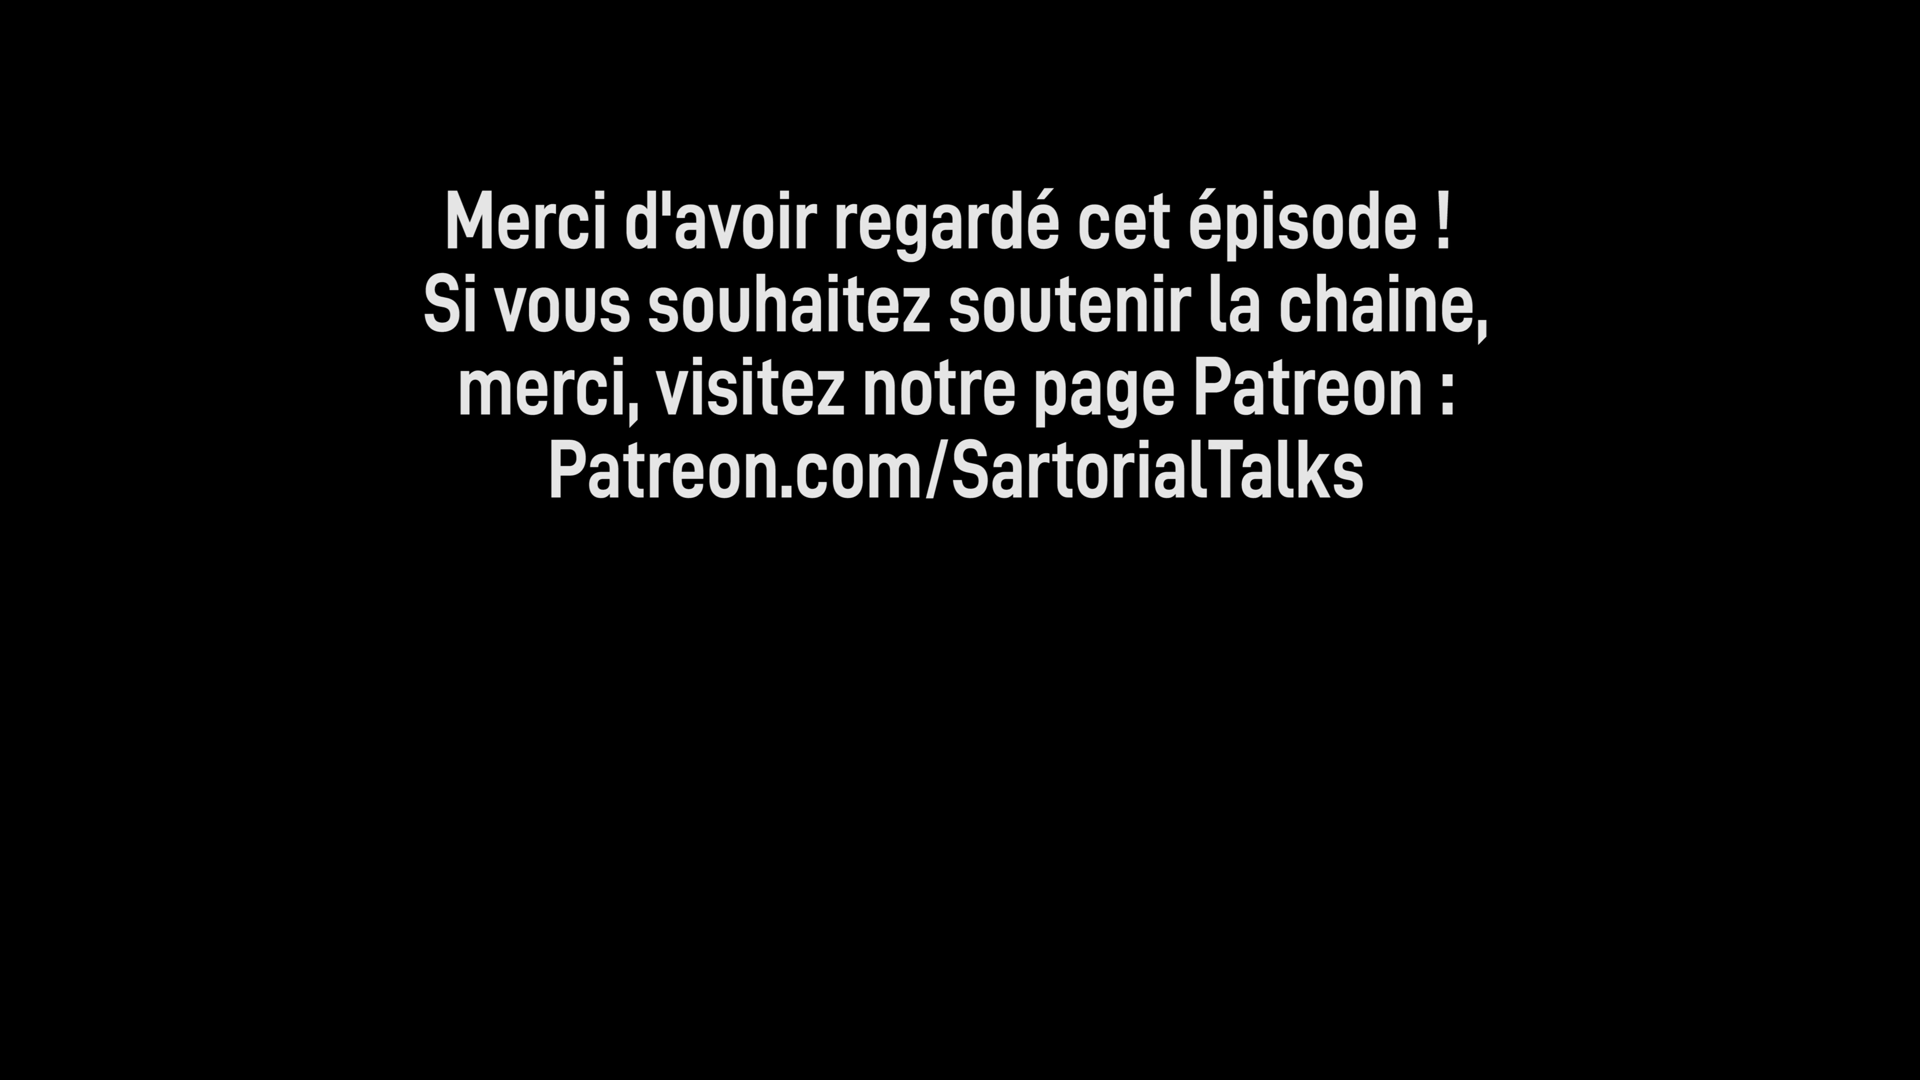 Merci d'avoir regardé cet épisode !
Si vous souhaitez soutenir la chaine,
merci, visitez notre page Patreon :
Patreon.com/SartorialTalks